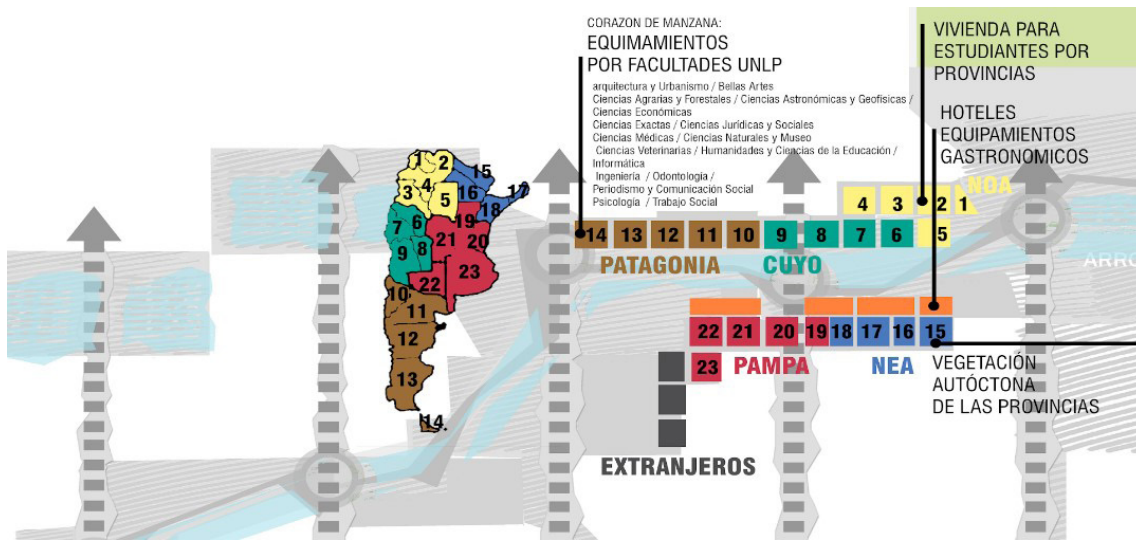 CORAZON DE MANZANA:
EQUIMAMIENTOS
POR FACULTADES UNLP
arquitectura y Urbanismo / Bellas Artes
Ciencias Agrarias y Forestales / Ciencias Astronómicas y Geofísicas /
Ciencias Económicas
Ciencias Exactas / Ciencias Jurídicas y Sociales
Ciencias Médicas / Ciencias Naturales y Museo
Ciencias Veterinarias / Humanidades y Ciencias de la Educación /
Informática
Ingeniería / Odontología /
Periodismo y Comunicación Social
Psicología / Trabajo Social
VIVIENDA PARA
ESTUDIANTES POR
PROVINCIAS
HOTELES
EQUIPAMIENTOS
GASTRONOMICOS
1 2 15
3 4 5 16 17
18
7 6 19
21 20
9 8
22 23
10
11
12
13
14
NOA
4 3 2 1
14 13 12 11 10 9 8 7 6 5
PATAGONIA CUYO
ARRO
22 21 20 19 18 17 16 15
23 PAMPA NEA
VEGETACIÓN
AUTÓCTONA
DE LAS PROVINCIAS
EXTRANJEROS